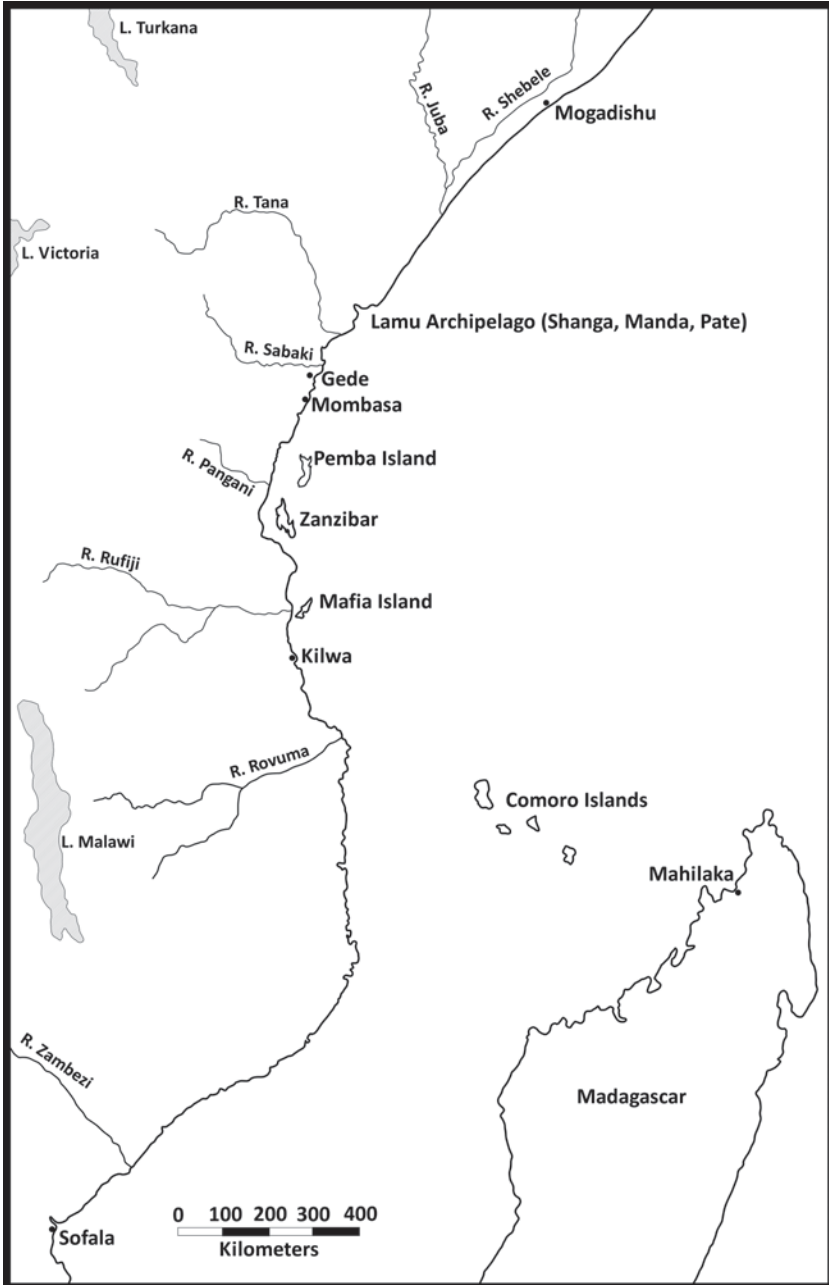 L. Turkana
R. Juba
R. Shebele
Mogadishu
R. Tana
L. Victoria
Lamu Archipelago (Shanga, Manda, Pate)
R. Sabaki
Gede
Mombasa
R. Pangani
Pemba Island
Zanzibar
R. Rufiji
Mafia Island
Kilwa
R. Rovuma
Comoro Islands
L. Malawi
Mahilaka
R. Zambezi
Madagascar
0 100 200 300 400
Kilometers
Sofala